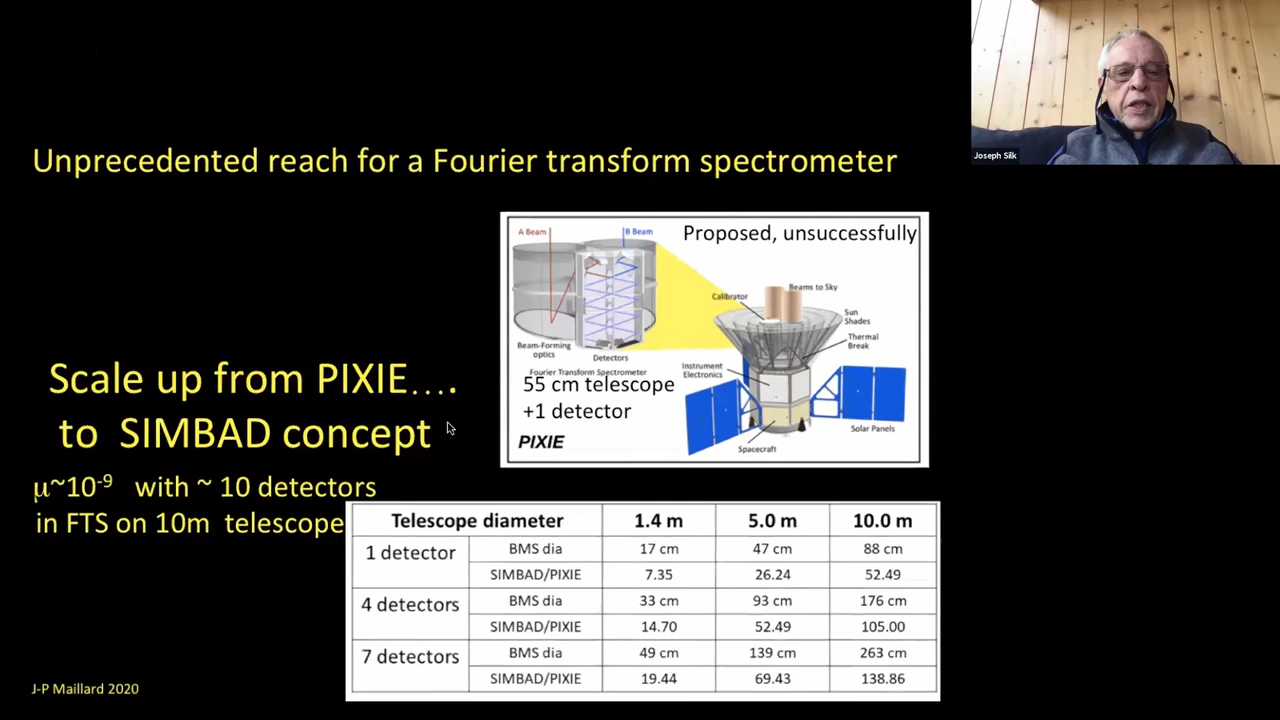 Joseph Silk
Unprecedented reach for a Fourier transform spectrometer
Proposed, unsuccessfully
A Beam
B Beam
Beams to Sky
Calibrator
Sun
Shades
Thermal
Break
Beam-Forming
optics
Detectors
Fourier Transform Spectrometer
Instrument
Electronics
55 cm telescope
+1 detector
PIXIE
Solar Panels
Spacecraft
Scale up from PIXIE….
to SIMBAD concept
μ~10⁻⁹ with ~ 10 detectors
in FTS on 10m telescope
Telescope diameter 1.4 m 5.0 m 10.0 m
1 detector BMS dia 17 cm 47 cm 88 cm
SIMBAD/PIXIE 7.35 26.24 52.49
4 detectors BMS dia 33 cm 93 cm 176 cm
SIMBAD/PIXIE 14.70 52.49 105.00
7 detectors BMS dia 49 cm 139 cm 263 cm
SIMBAD/PIXIE 19.44 69.43 138.86
J-P Maillard 2020